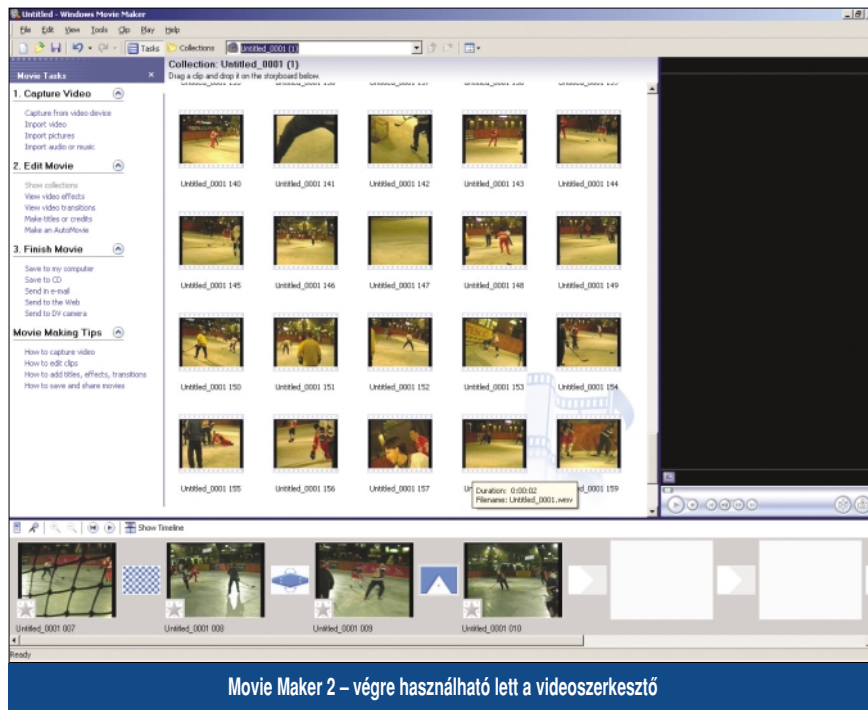 Untitled - Windows Movie Maker
File Edit View Tools Clip Play Help
Tasks Collections Untitled_0001 (1)
Movie Tasks
1. Capture Video
Capture from video device
Import video
Import pictures
Import audio or music
2. Edit Movie
Show collections
View video effects
View video transitions
Make titles or credits
Make an AutoMovie
3. Finish Movie
Save to my computer
Save to CD
Send in e-mail
Send to the Web
Send to DV camera
Movie Making Tips
How to capture video
How to edit clips
How to add titles, effects, transitions
How to save and share movies
Collection: Untitled_0001 (1)
Drag a clip and drop it on the storyboard below.
Untitled_0001 140 Untitled_0001 141 Untitled_0001 142 Untitled_0001 143 Untitled_0001 144
Untitled_0001 145 Untitled_0001 146 Untitled_0001 147 Untitled_0001 148 Untitled_0001 149
Untitled_0001 150 Untitled_0001 151 Untitled_0001 152 Untitled_0001 153 Untitled_0001 154
Untitled_0001 155 Untitled_0001 156 Untitled_0001 157 159
Duration: 0:00:02
Filename: Untitled_0001.wmv
Show Timeline
Untitled_0001 007 Untitled_0001 008 Untitled_0001 009 Untitled_0001 010
Ready
Movie Maker 2 – végre használható lett a videoszerkesztő